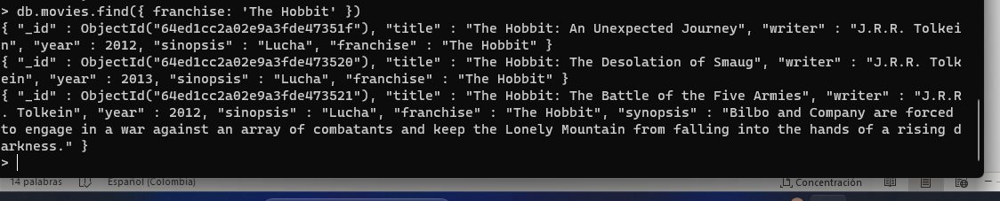 > db.movies.find({ franchise: 'The Hobbit' })
{ "_id" : ObjectId("64ed1cc2a02e9a3fde47351f"), "title" : "The Hobbit: An Unexpected Journey", "writer" : "J.R.R. Tolkei
n", "year" : 2012, "sinopsis" : "Lucha", "franchise" : "The Hobbit" }
{ "_id" : ObjectId("64ed1cc2a02e9a3fde473520"), "title" : "The Hobbit: The Desolation of Smaug", "writer" : "J.R.R. Tolk
ein", "year" : 2013, "sinopsis" : "Lucha", "franchise" : "The Hobbit" }
{ "_id" : ObjectId("64ed1cc2a02e9a3fde473521"), "title" : "The Hobbit: The Battle of the Five Armies", "writer" : "J.R.R
. Tolkein", "year" : 2012, "sinopsis" : "Lucha", "franchise" : "The Hobbit", "synopsis" : "Bilbo and Company are forced
to engage in a war against an array of combatants and keep the Lonely Mountain from falling into the hands of a rising d
arkness." }
>
14 palabras Español (Colombia) Concentración